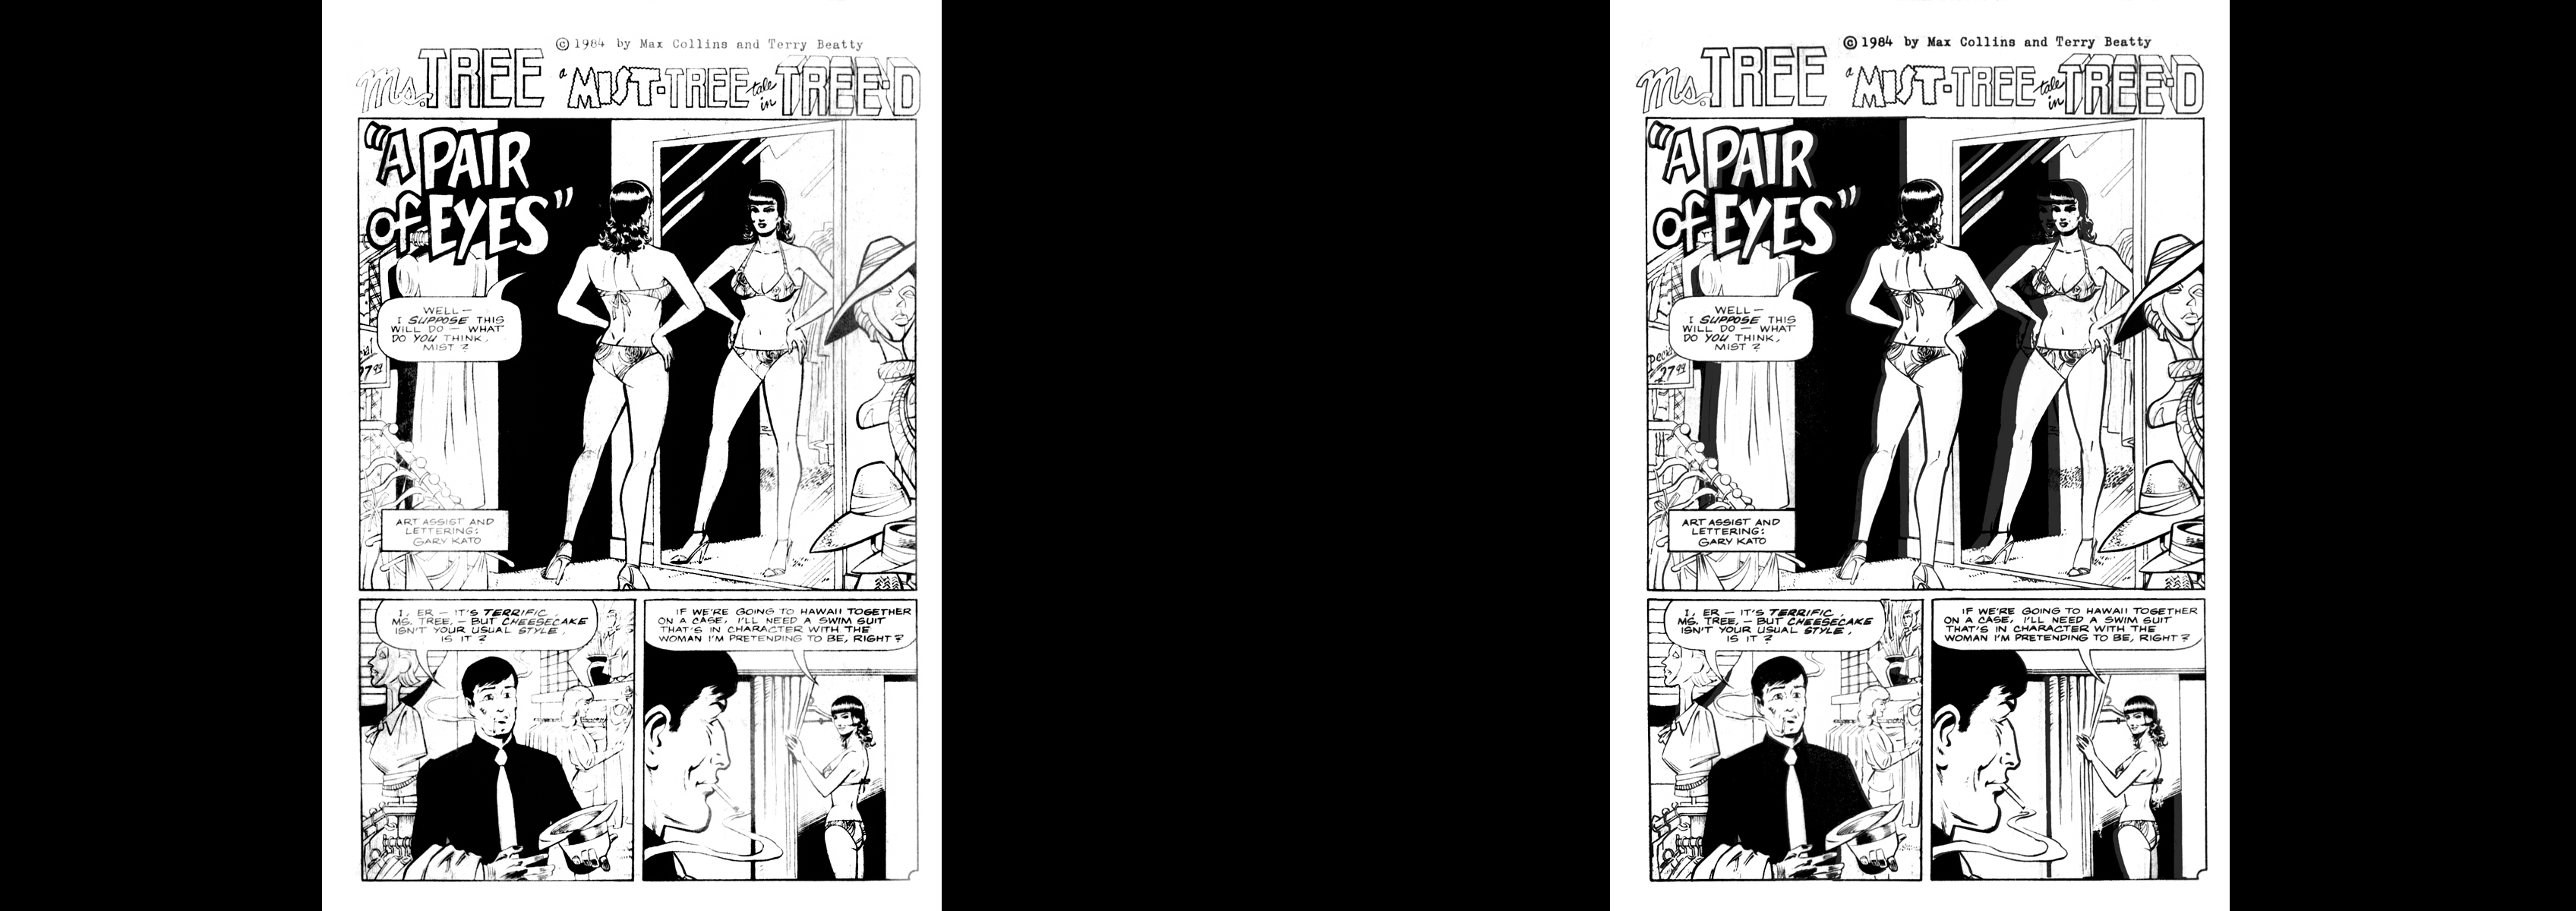 © 1984 by Max Collins and Terry Beatty
Ms. TREE a MIST-TREE tale in TREE-D
"A PAIR
of EYES"
WELL—
I SUPPOSE THIS
WILL DO — WHAT
DO YOU THINK,
MIST?
27 93
ART ASSIST AND
LETTERING:
GARY KATO
I, ER — IT'S TERRIFIC,
MS. TREE, — BUT CHEESECAKE
ISN'T YOUR USUAL STYLE,
IS IT?
IF WE'RE GOING TO HAWAII TOGETHER
ON A CASE, I'LL NEED A SWIM SUIT
THAT'S IN CHARACTER WITH THE
WOMAN I'M PRETENDING TO BE, RIGHT?
© 1984 by Max Collins and Terry Beatty
Ms. TREE a MIST-TREE tale in TREE-D
"A PAIR
of EYES"
WELL—
I SUPPOSE THIS
WILL DO — WHAT
DO YOU THINK,
MIST?
27 93
ART ASSIST AND
LETTERING:
GARY KATO
I, ER — IT'S TERRIFIC,
MS. TREE, — BUT CHEESECAKE
ISN'T YOUR USUAL STYLE,
IS IT?
IF WE'RE GOING TO HAWAII TOGETHER
ON A CASE, I'LL NEED A SWIM SUIT
THAT'S IN CHARACTER WITH THE
WOMAN I'M PRETENDING TO BE, RIGHT?